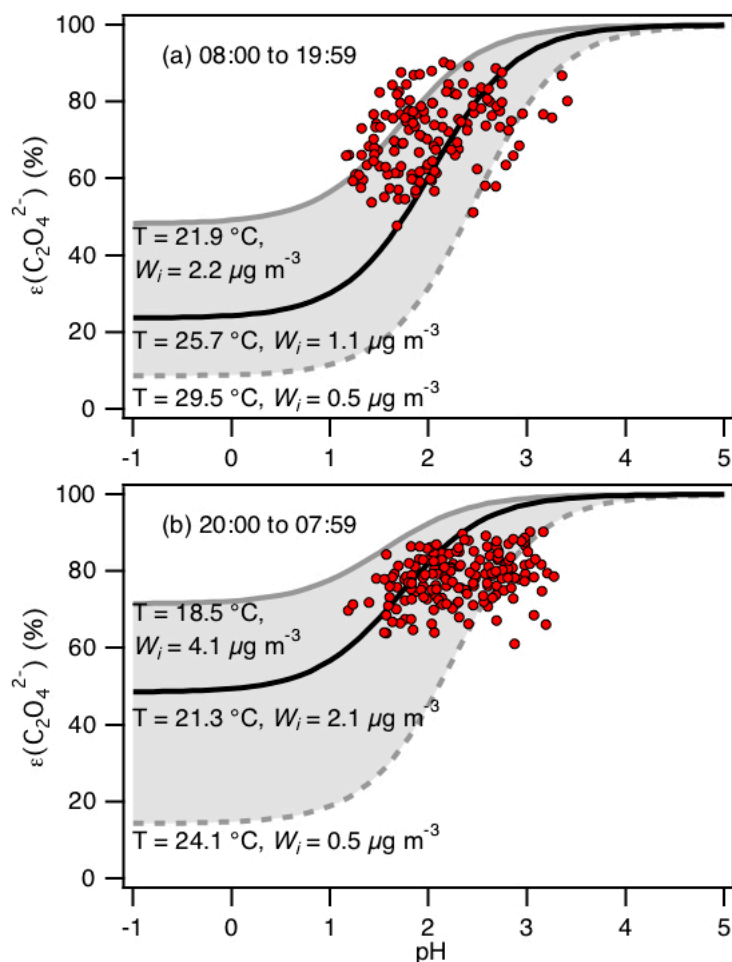 100
80
60
40
20
0
ε(C₂O₄²⁻) (%)
(a) 08:00 to 19:59
T = 21.9 °C,
Wᵢ = 2.2 µg m⁻³
T = 25.7 °C, Wᵢ = 1.1 µg m⁻³
T = 29.5 °C, Wᵢ = 0.5 µg m⁻³
-1 0 1 2 3 4 5
100
80
60
40
20
0
ε(C₂O₄²⁻) (%)
(b) 20:00 to 07:59
T = 18.5 °C,
Wᵢ = 4.1 µg m⁻³
T = 21.3 °C, Wᵢ = 2.1 µg m⁻³
T = 24.1 °C, Wᵢ = 0.5 µg m⁻³
-1 0 1 2 3 4 5
pH